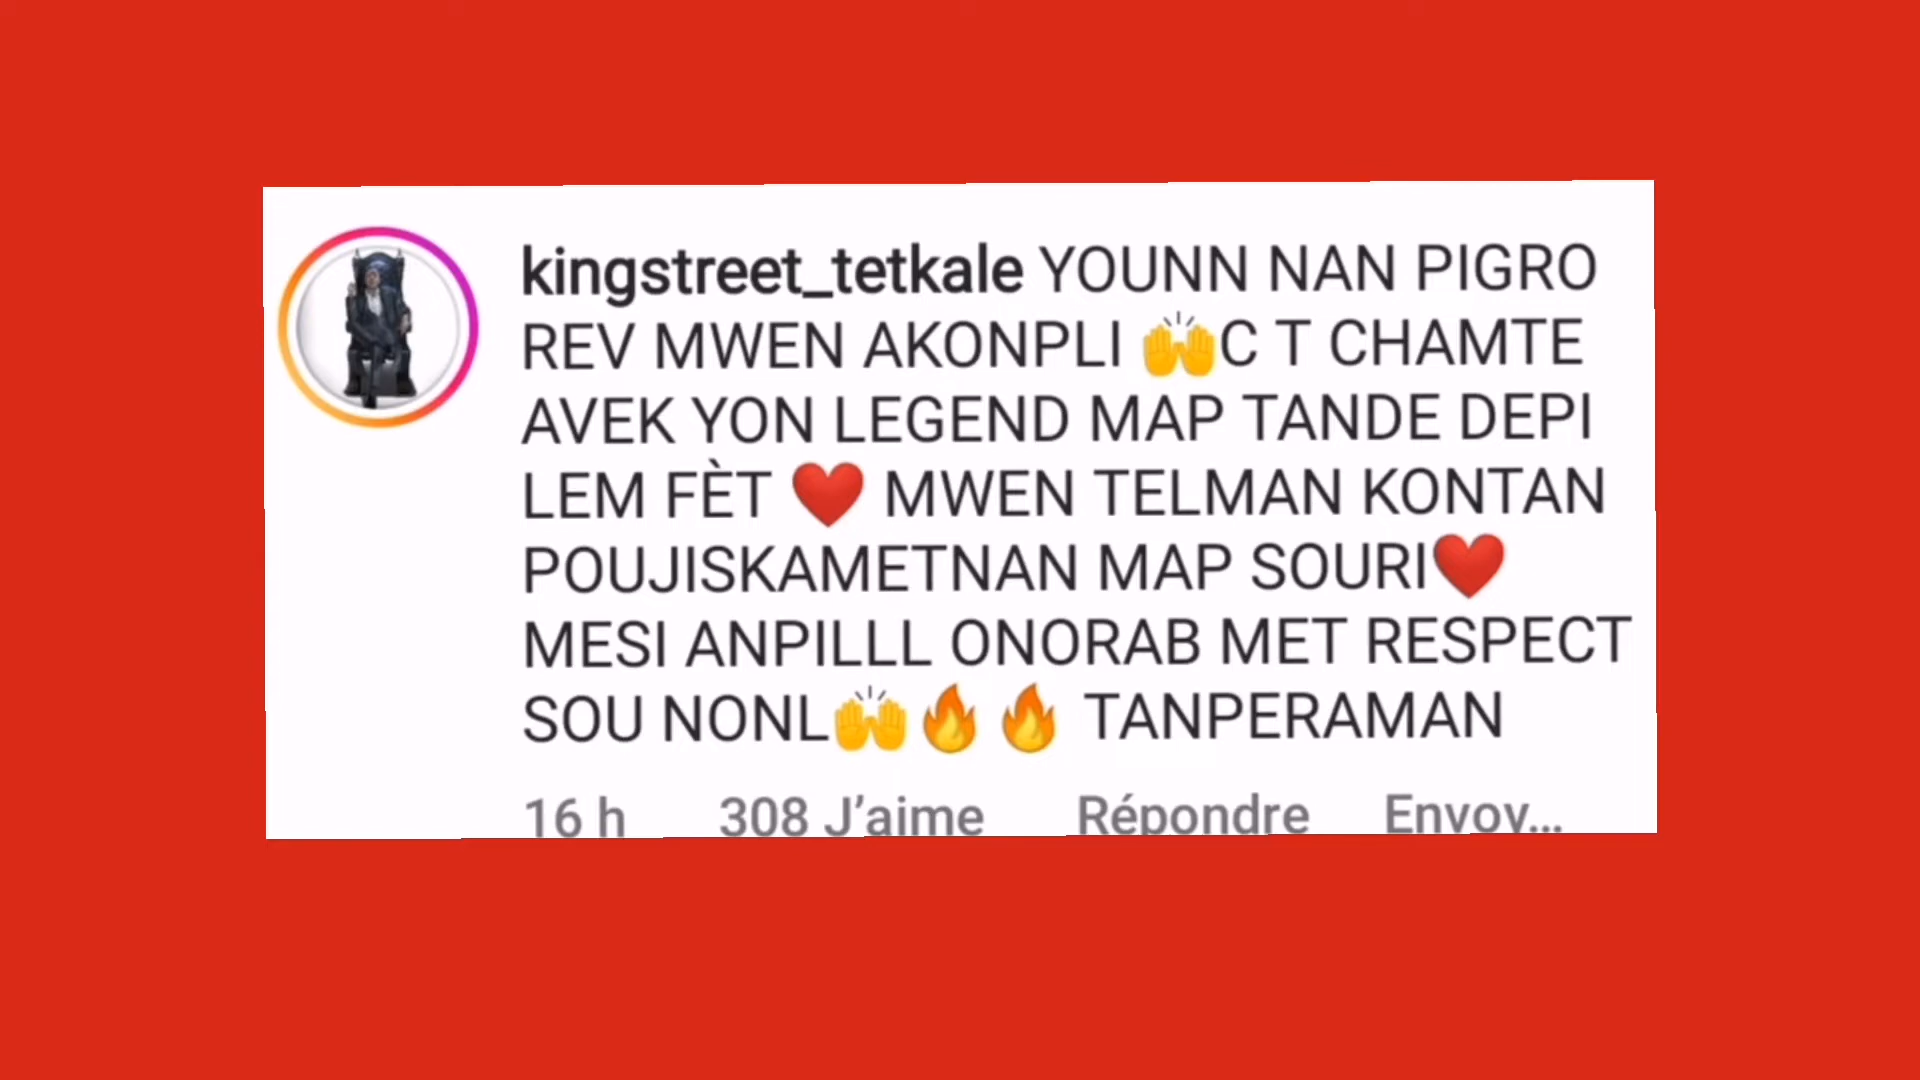 kingstreet_tetkale YOUNN NAN PIGRO
REV MWEN AKONPLI 🙌C T CHAMTE
AVEK YON LEGEND MAP TANDE DEPI
LEM FÈT ❤️ MWEN TELMAN KONTAN
POUJISKAMETNAN MAP SOURI❤️
MESI ANPILLL ONORAB MET RESPECT
SOU NONL🙌🔥🔥 TANPERAMAN
16 h 308 J’aime Répondre Envoy...